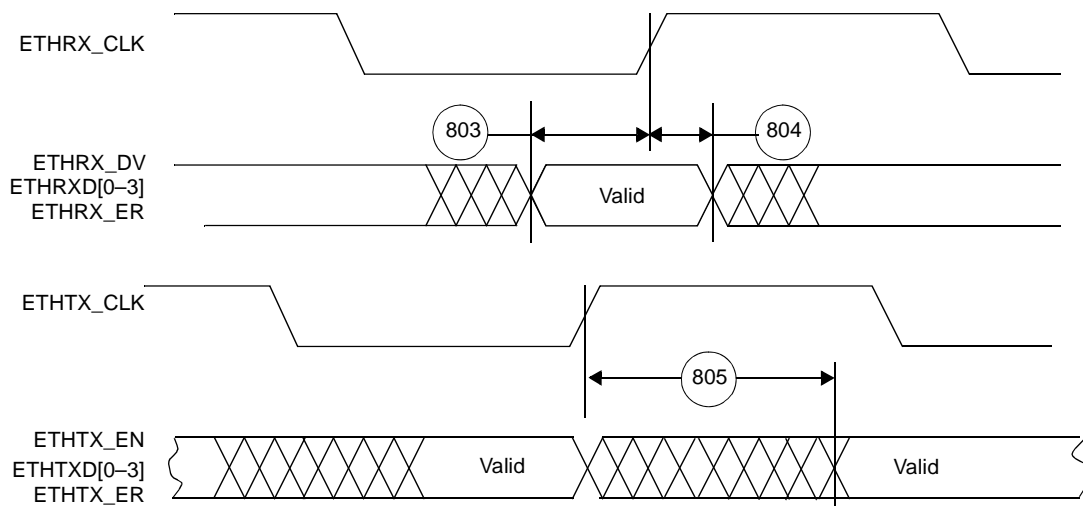 ETHRX_CLK
803
804
ETHRX_DV
ETHRXD[0–3]
ETHRX_ER
Valid
ETHTX_CLK
805
ETHTX_EN
ETHTXD[0–3]
ETHTX_ER
Valid
Valid